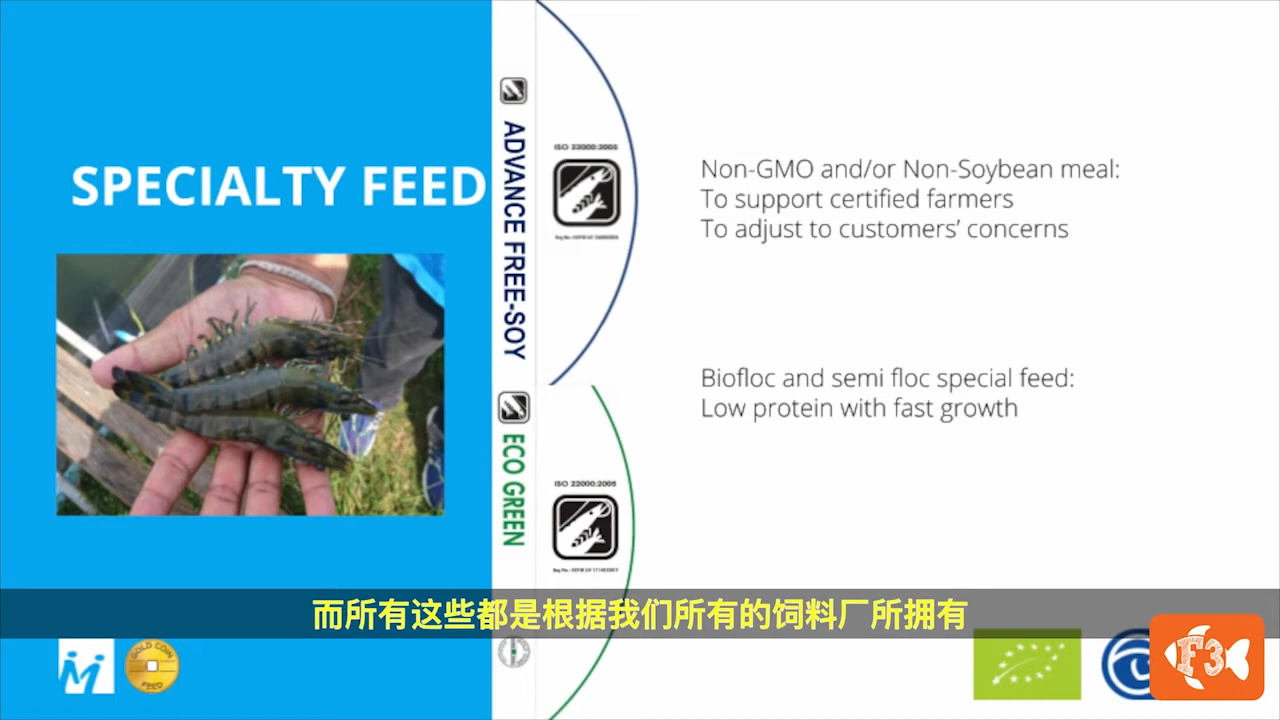 SPECIALTY FEED
ADVANCE FREE-SOY
ISO 22000:2005
Non-GMO and/or Non-Soybean meal:
To support certified farmers
To adjust to customers’ concerns
ECO GREEN
ISO 22000:2005
Biofloc and semi floc special feed:
Low protein with fast growth
而所有这些都是根据我们所有的饲料厂所拥有
GOLD COIN
FEED
F3